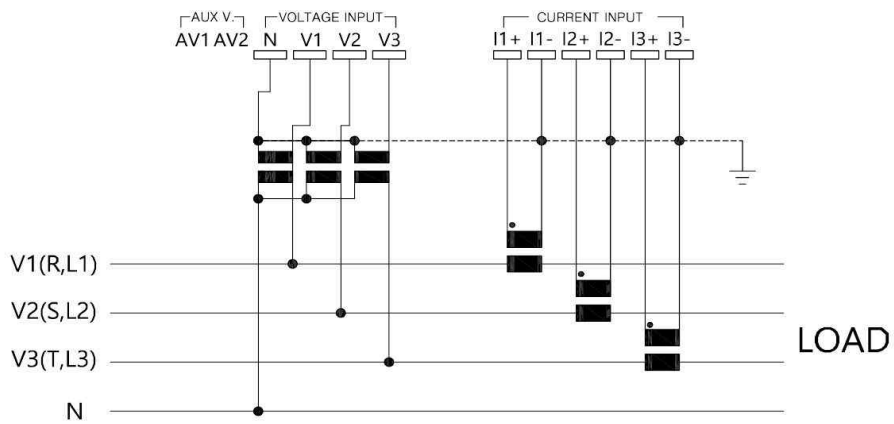 AUX V. VOLTAGE INPUT CURRENT INPUT
AV1 AV2 N V1 V2 V3 I1+ I1- I2+ I2- I3+ I3-
V1(R,L1)
V2(S,L2)
LOAD
V3(T,L3)
N